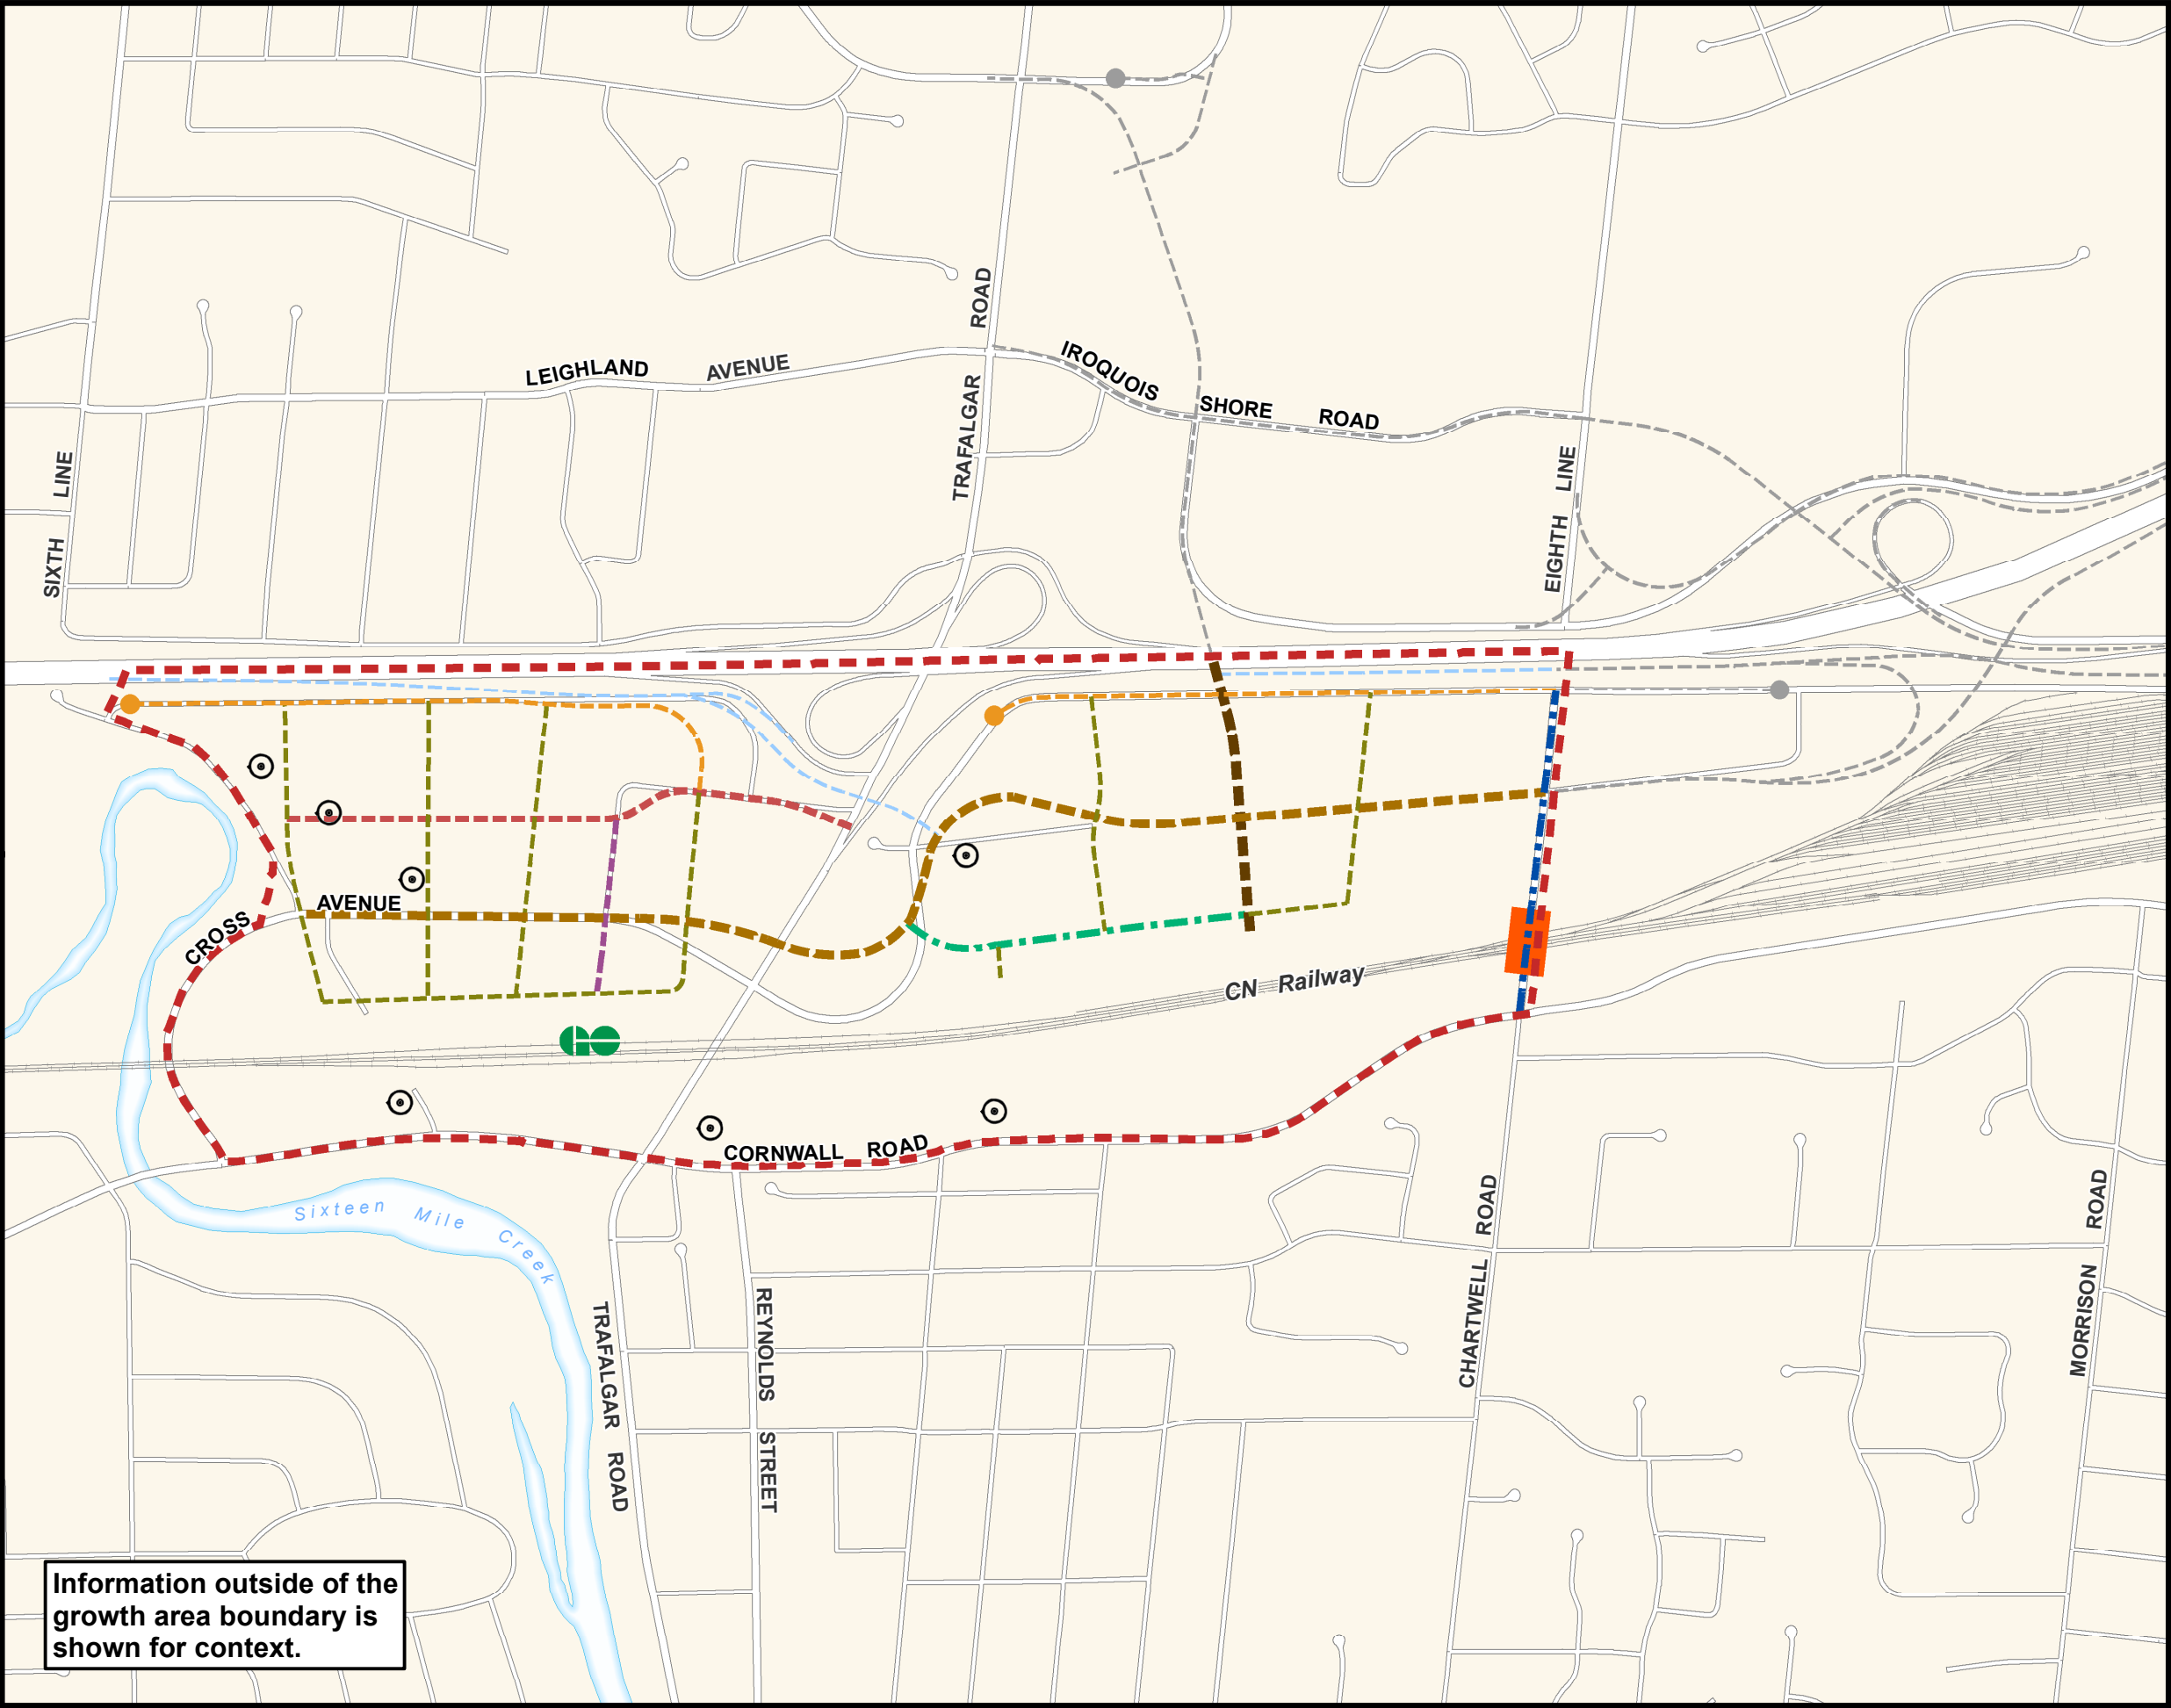 ROAD
TRAFALGAR
LEIGHLAND AVENUE
IROQUOIS SHORE ROAD
SIXTH LINE
EIGHTH LINE
CROSS AVENUE
CN Railway
CORNWALL ROAD
Sixteen Mile Creek
TRAFALGAR ROAD
REYNOLDS STREET
CHARTWELL ROAD
MORRISON ROAD
Information outside of the
growth area boundary is
shown for context.